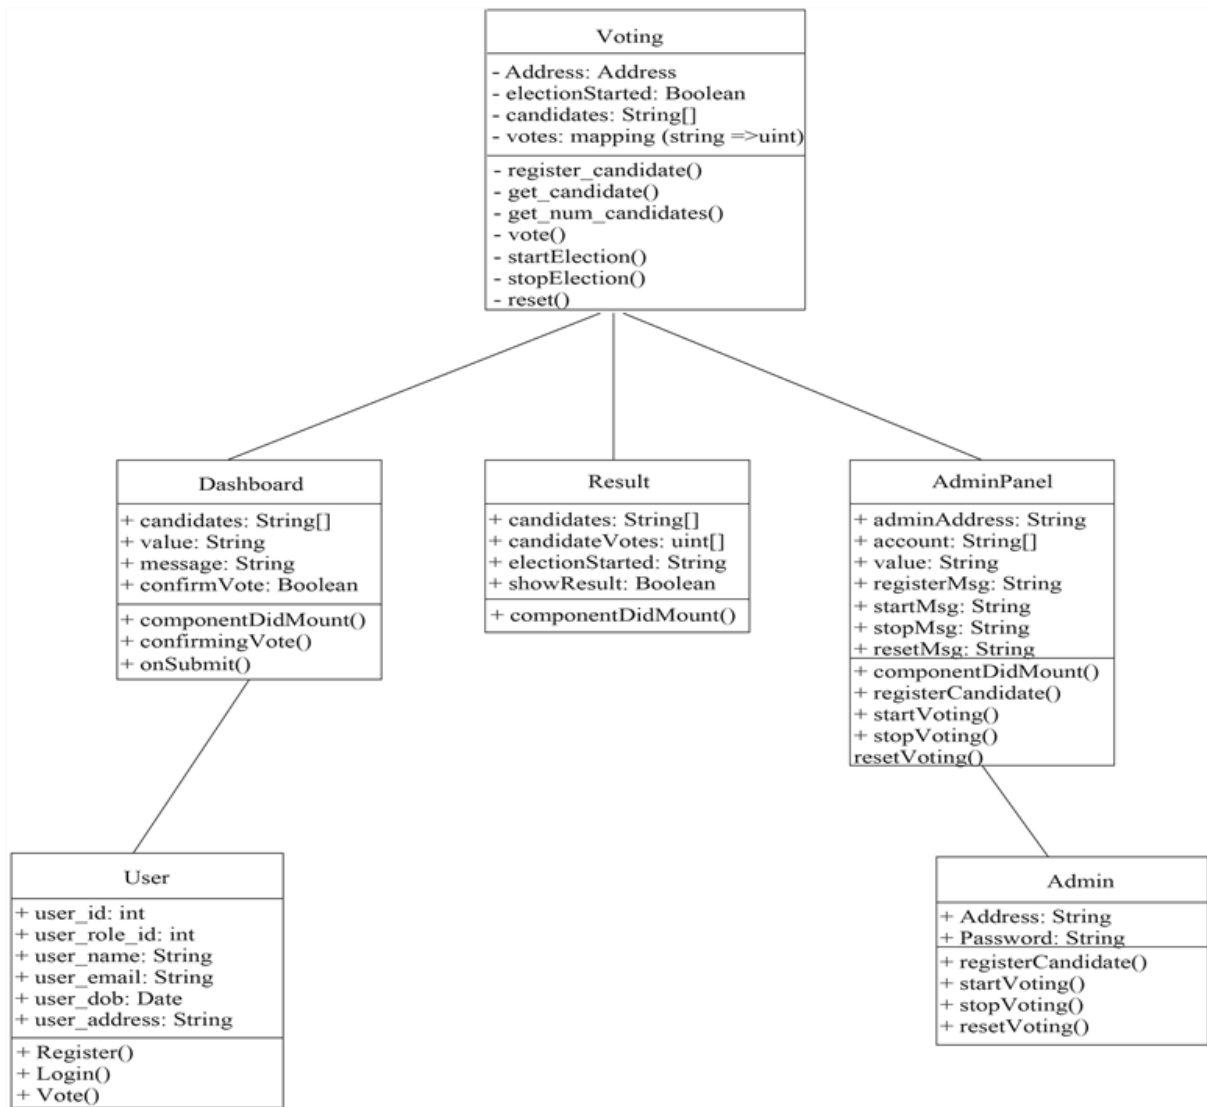 Voting
- Address: Address
- electionStarted: Boolean
- candidates: String[]
- votes: mapping (string =>uint)
- register_candidate()
- get_candidate()
- get_num_candidates()
- vote()
- startElection()
- stopElection()
- reset()
Dashboard
+ candidates: String[]
+ value: String
+ message: String
+ confirmVote: Boolean
+ componentDidMount()
+ confirmingVote()
+ onSubmit()
Result
+ candidates: String[]
+ candidateVotes: uint[]
+ electionStarted: String
+ showResult: Boolean
+ componentDidMount()
AdminPanel
+ adminAddress: String
+ account: String[]
+ value: String
+ registerMsg: String
+ startMsg: String
+ stopMsg: String
+ resetMsg: String
+ componentDidMount()
+ registerCandidate()
+ startVoting()
+ stopVoting()
resetVoting()
User
+ user_id: int
+ user_role_id: int
+ user_name: String
+ user_email: String
+ user_dob: Date
+ user_address: String
+ Register()
+ Login()
+ Vote()
Admin
+ Address: String
+ Password: String
+ registerCandidate()
+ startVoting()
+ stopVoting()
+ resetVoting()